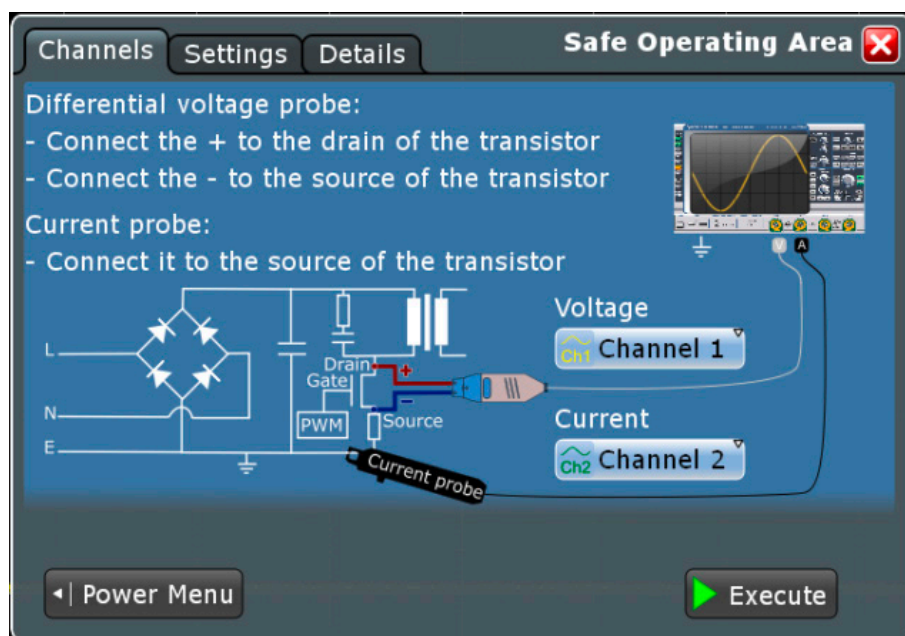 Channels
Settings
Details
Safe Operating Area
Differential voltage probe:
- Connect the + to the drain of the transistor
- Connect the - to the source of the transistor
Current probe:
- Connect it to the source of the transistor
V A
Voltage
Ch1 Channel 1
L
Drain +
Gate
N
PWM
Source
-
Current
Ch2 Channel 2
E
Current probe
Power Menu
Execute